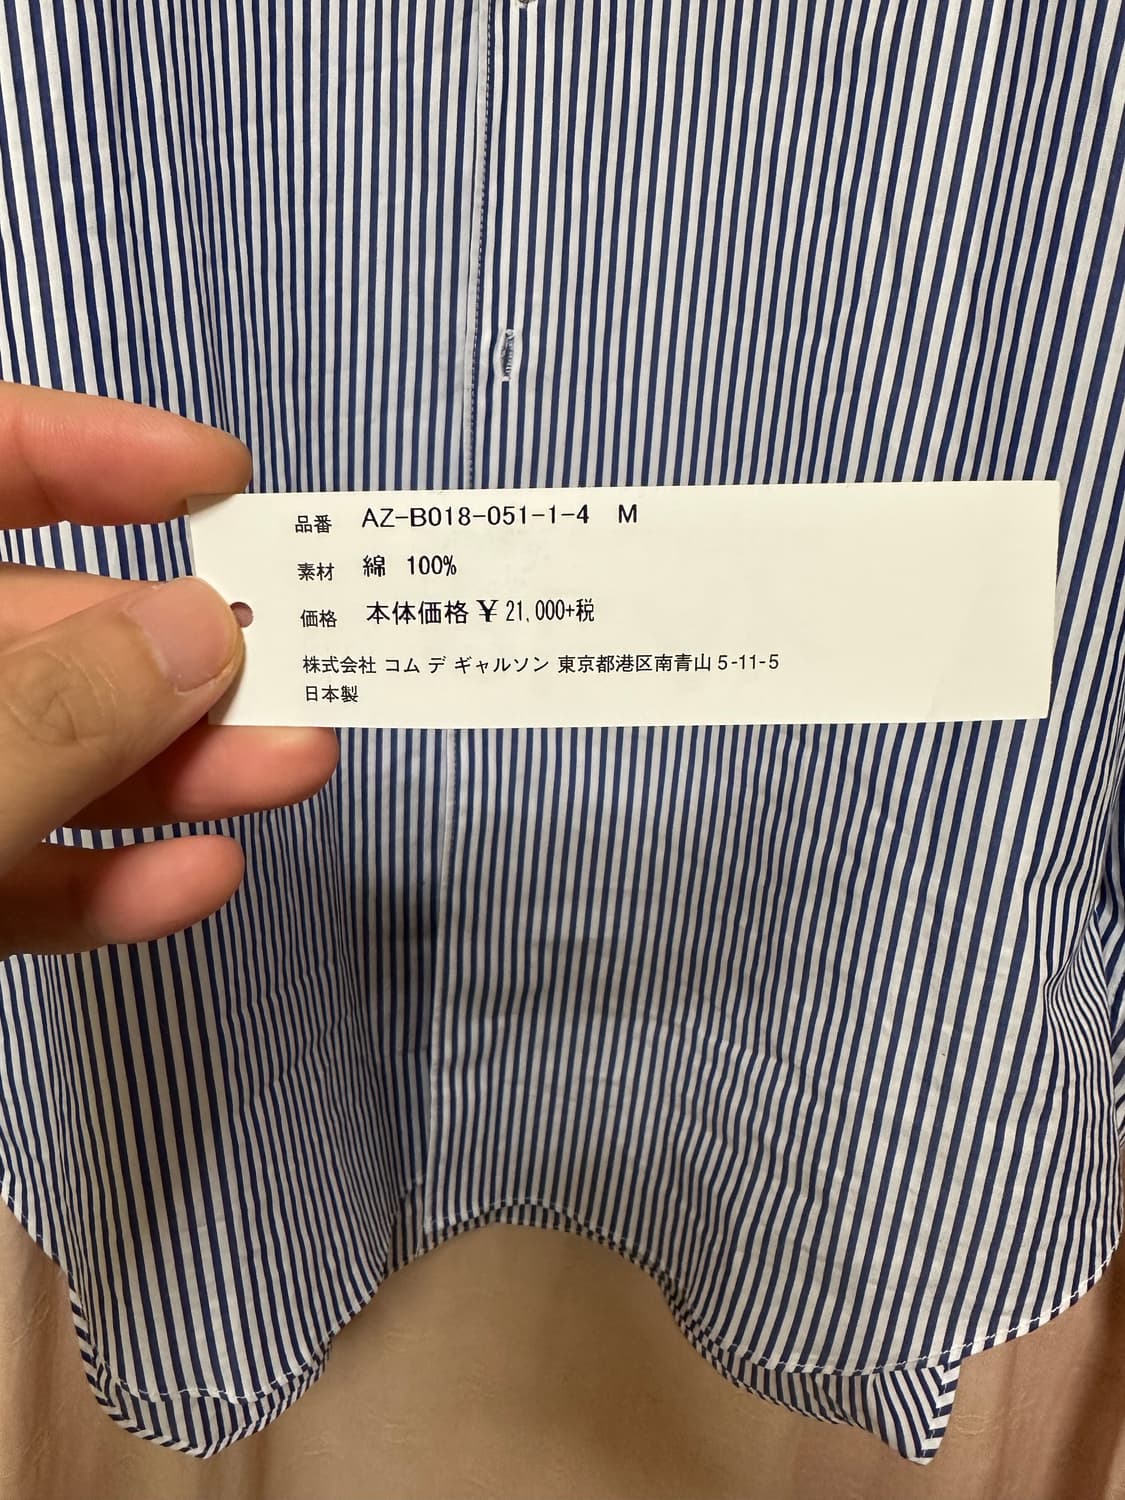 品番 AZ-B018-051-1-4 M
素材 綿 100%
価格 本体価格 ¥ 21,000+税
株式会社 コム デ ギャルソン 東京都港区南青山 5-11-5
日本製